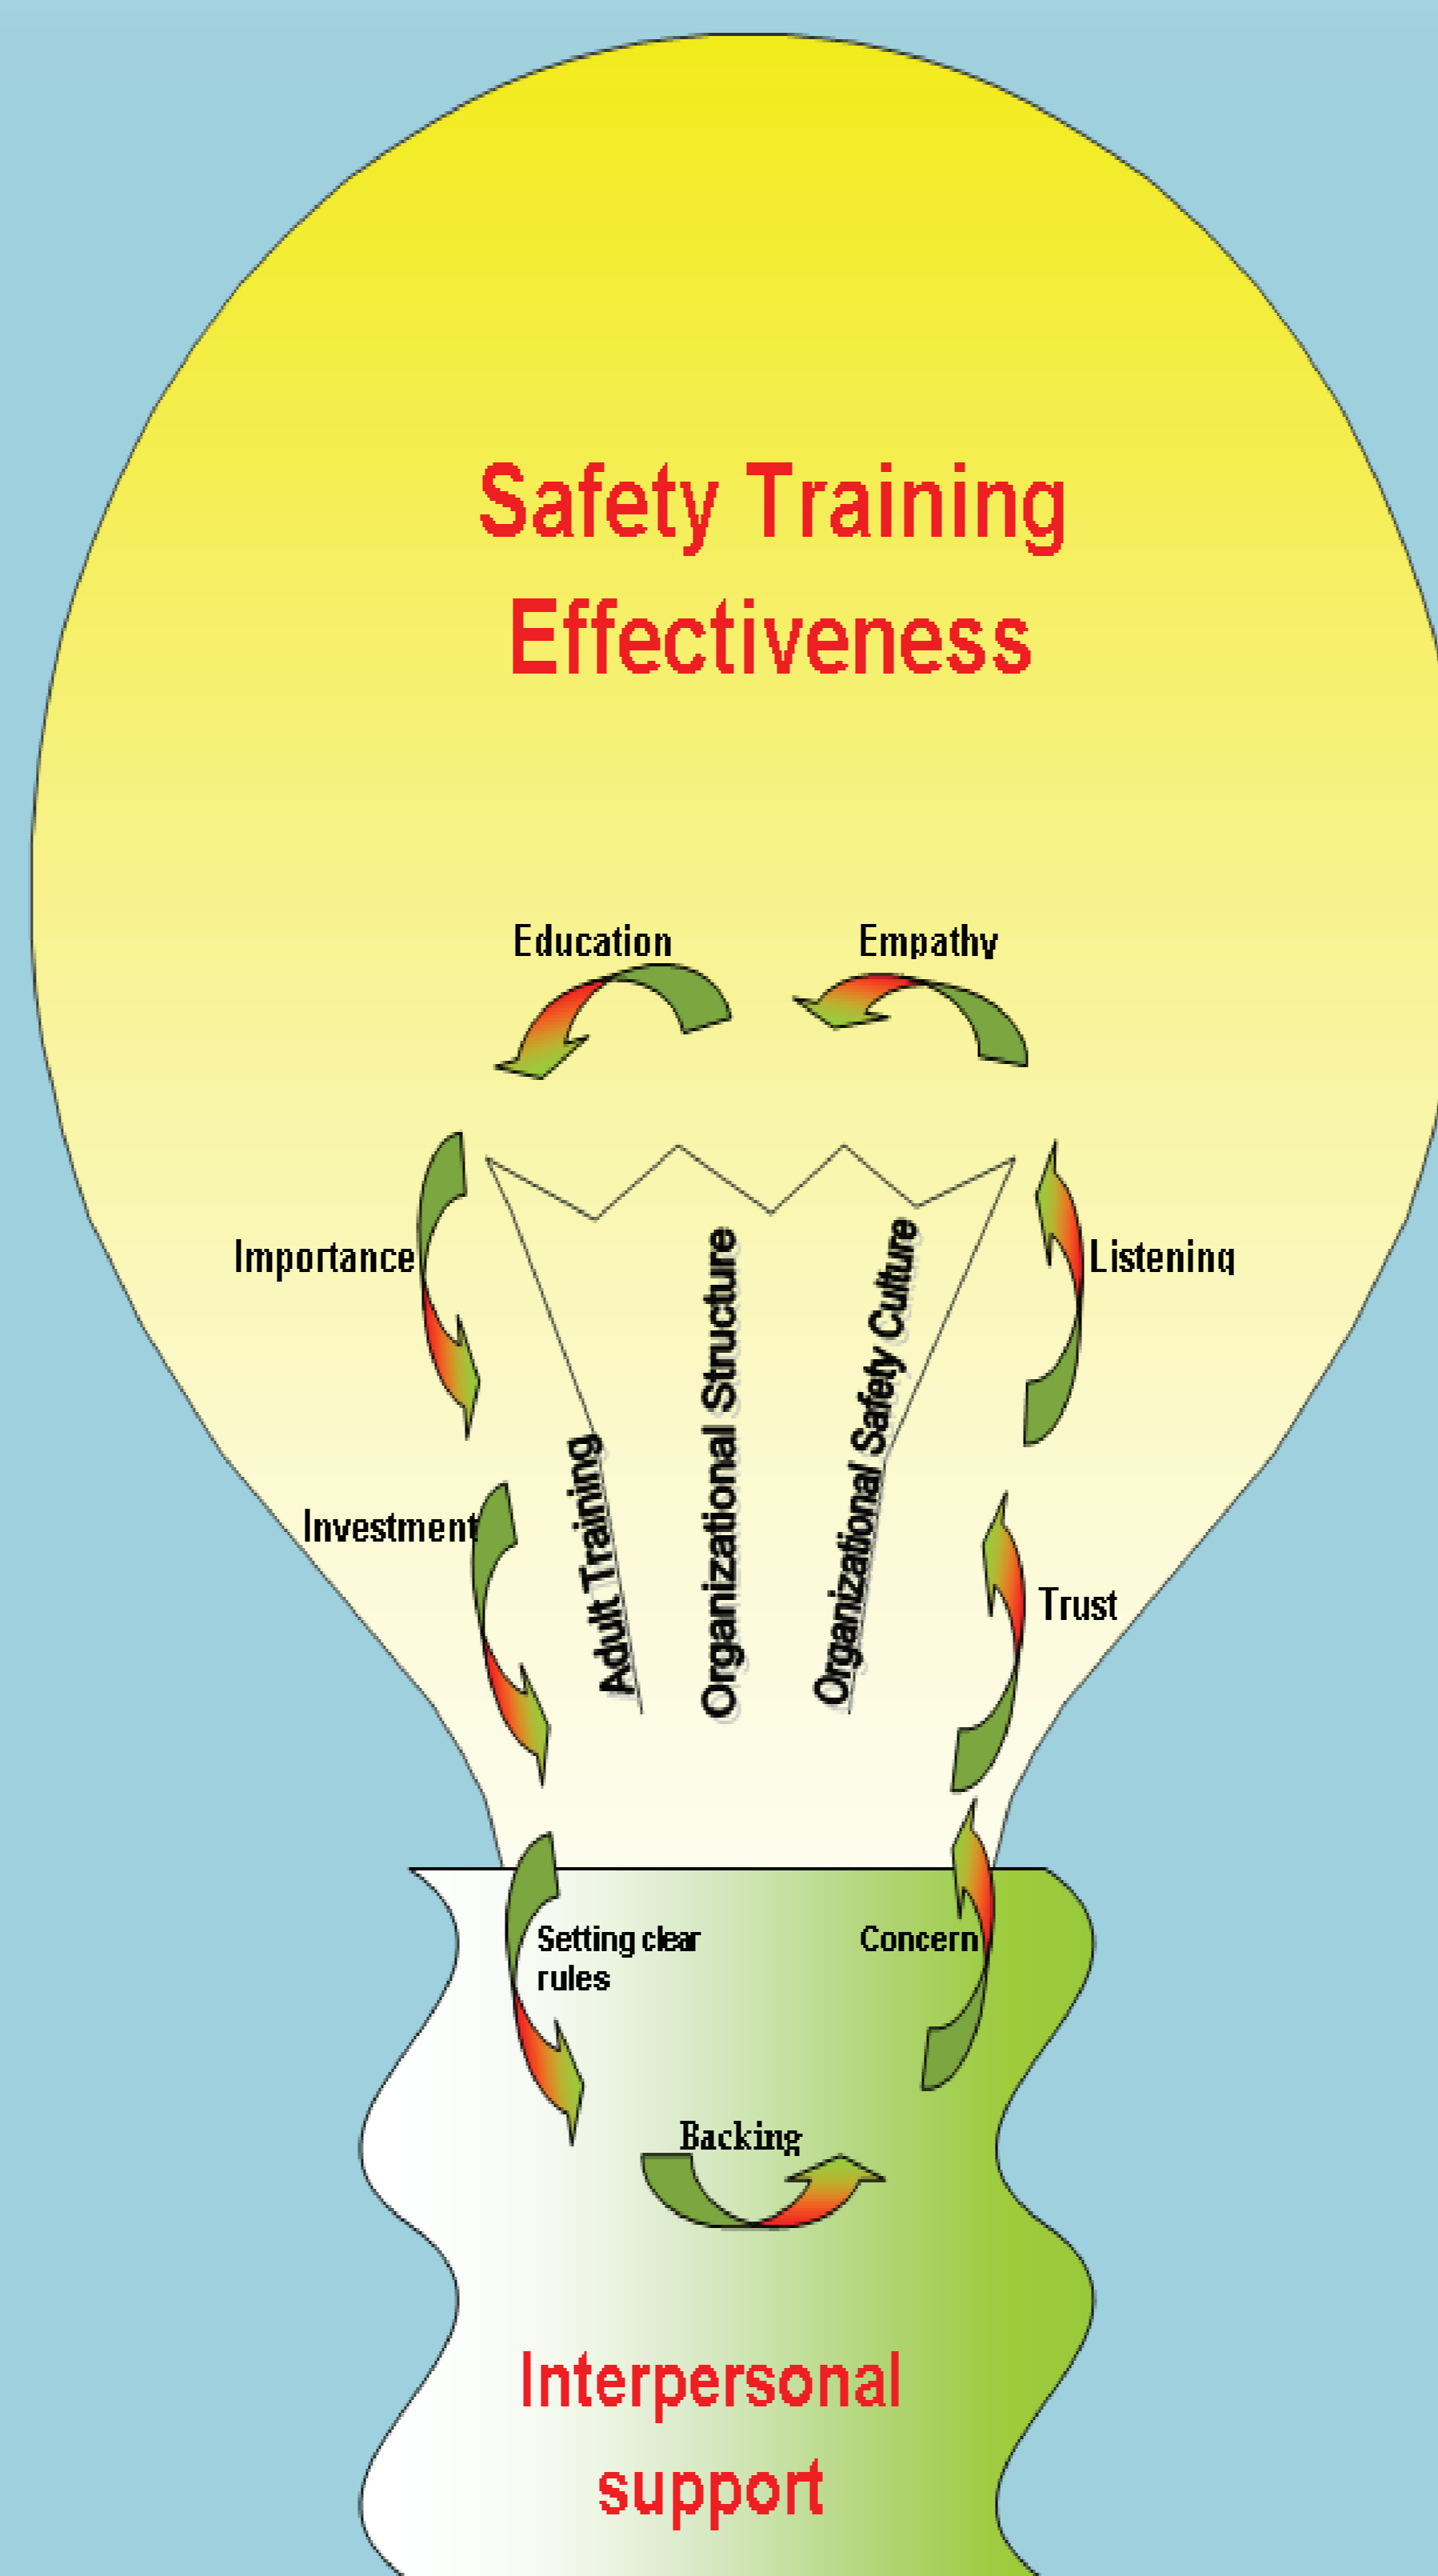 Safety Training
Effectiveness
Education
Empathy
Importance
Listening
Investment
Trust
Adult Training
Organizational Structure
Organizational Safety Culture
Setting clear
rules
Concern
Backing
Interpersonal
support